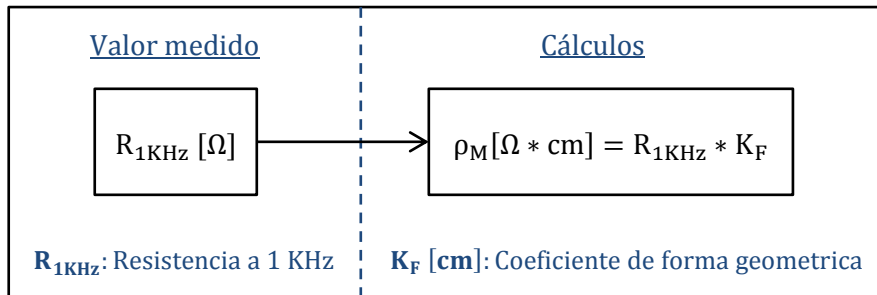 Valor medido
Cálculos
R₁KHz [Ω]
ρM[Ω * cm] = R₁KHz * KF
R₁KHz: Resistencia a 1 KHz
KF [cm]: Coeficiente de forma geometrica